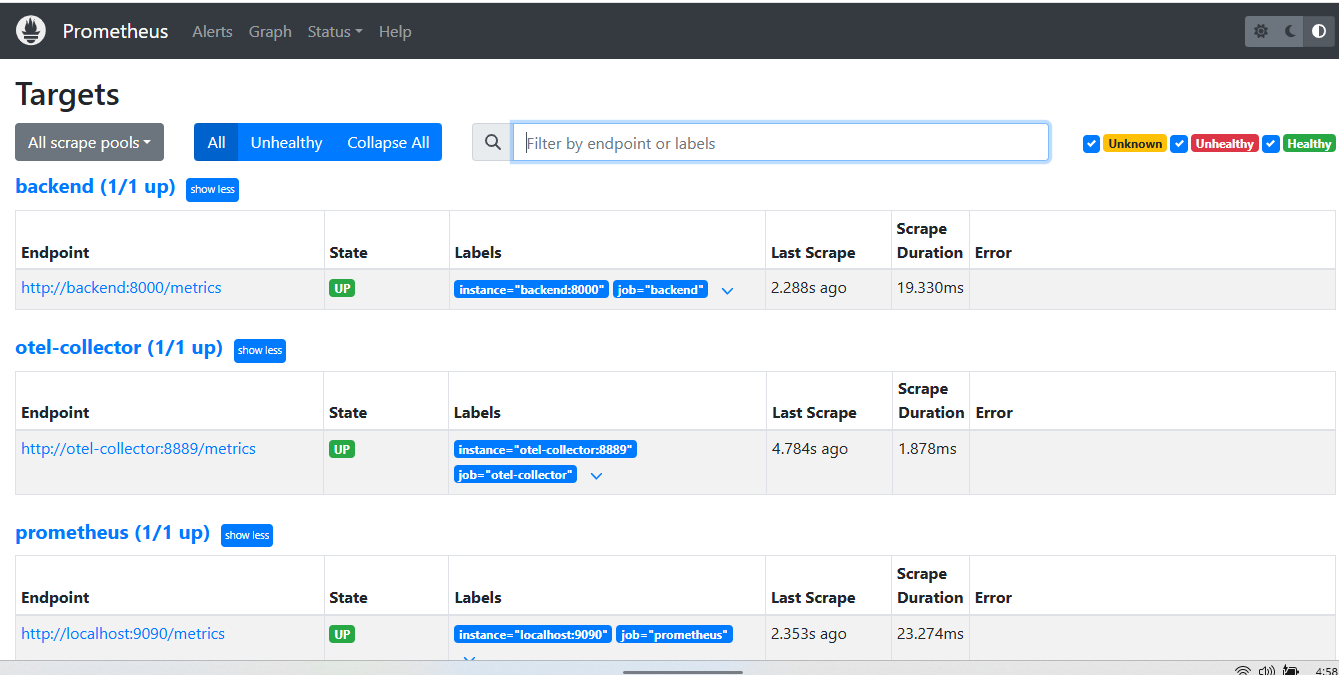 Prometheus Alerts Graph Status Help
Targets
All scrape pools All Unhealthy Collapse All Filter by endpoint or labels Unknown Unhealthy Healthy
backend (1/1 up) show less
Endpoint State Labels Last Scrape Scrape Duration Error
http://backend:8000/metrics UP instance="backend:8000" job="backend" 2.288s ago 19.330ms
otel-collector (1/1 up) show less
Endpoint State Labels Last Scrape Scrape Duration Error
http://otel-collector:8889/metrics UP instance="otel-collector:8889" 4.784s ago 1.878ms
job="otel-collector"
prometheus (1/1 up) show less
Endpoint State Labels Last Scrape Scrape Duration Error
http://localhost:9090/metrics UP instance="localhost:9090" job="prometheus" 2.353s ago 23.274ms
4:58